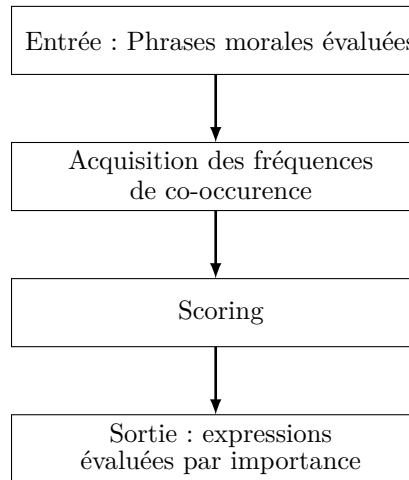 Entrée : Phrases morales évaluées
Acquisition des fréquences
de co-occurence
Scoring
Sortie : expressions
évaluées par importance